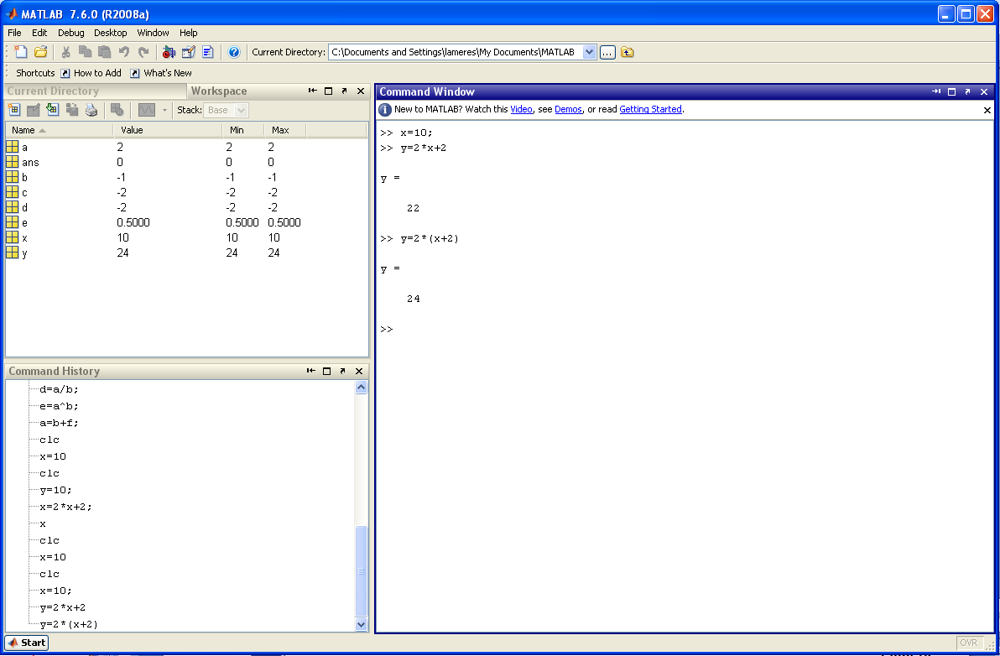 MATLAB 7.6.0 (R2008a)
File Edit Debug Desktop Window Help
Current Directory: C:\Documents and Settings\lameres\My Documents\MATLAB ...
Shortcuts How to Add What's New
Current Directory Workspace
Stack: Base
Name Value Min Max
a 2 2 2
ans 0 0 0
b -1 -1 -1
c -2 -2 -2
d -2 -2 -2
e 0.5000 0.5000 0.5000
x 10 10 10
y 24 24 24
Command History
d=a/b;
e=a^b;
a=b+f;
clc
x=10
clc
y=10;
x=2*x+2;
x
clc
x=10
clc
x=10;
y=2*x+2
y=2*(x+2)
Command Window
New to MATLAB? Watch this Video, see Demos, or read Getting Started.
>> x=10;
>> y=2*x+2
y =
22
>> y=2*(x+2)
y =
24
>>
Start
OVR